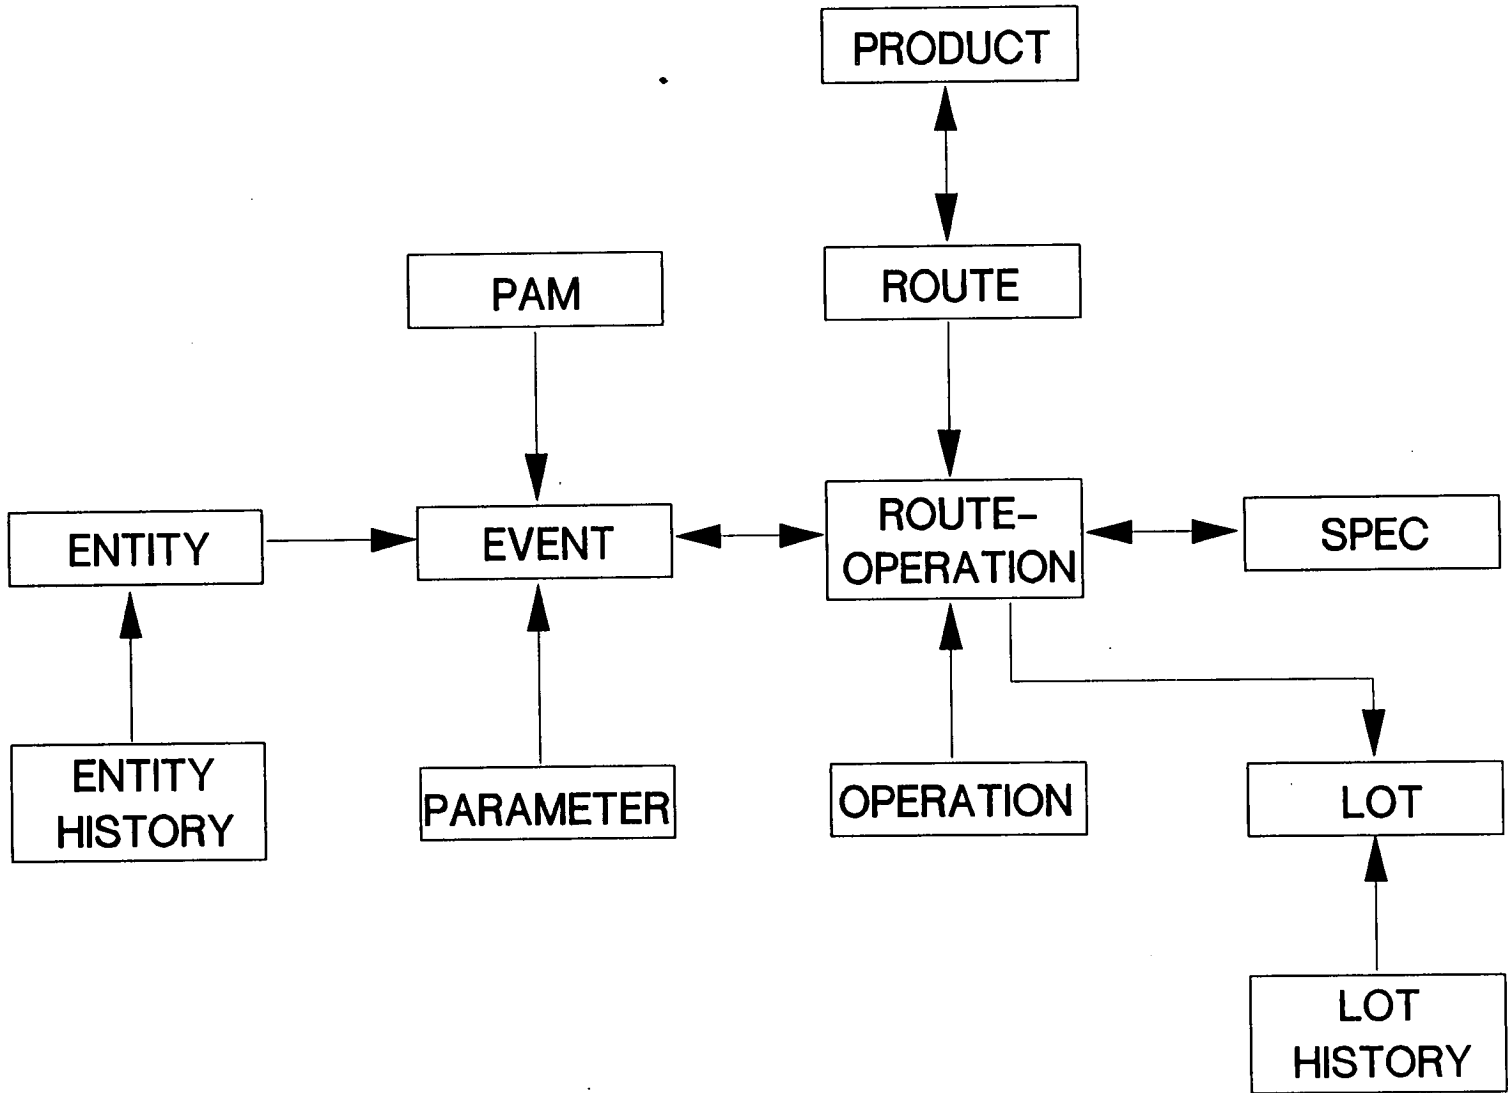 PRODUCT
PAM
ROUTE
ENTITY
EVENT
ROUTE-
OPERATION
SPEC
ENTITY
HISTORY
PARAMETER
OPERATION
LOT
LOT
HISTORY